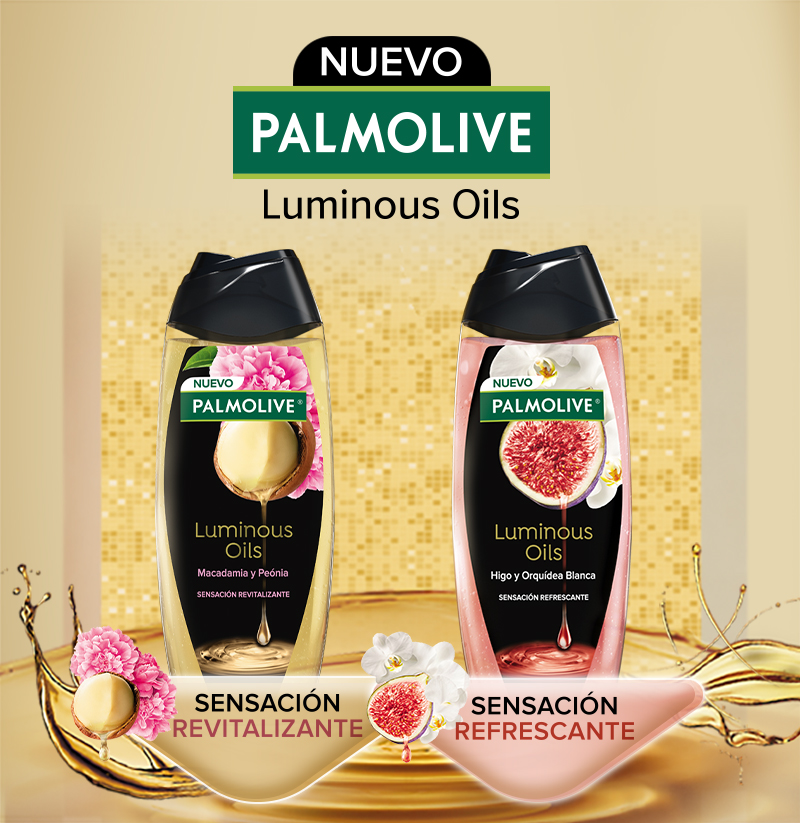 NUEVO
PALMOLIVE
Luminous Oils
NUEVO
PALMOLIVE®
Luminous
Oils
Macadamia y Peónia
SENSACIÓN REVITALIZANTE
NUEVO
PALMOLIVE®
Luminous
Oils
Higo y Orquídea Blanca
SENSACIÓN REFRESCANTE
SENSACIÓN
REVITALIZANTE
SENSACIÓN
REFRESCANTE